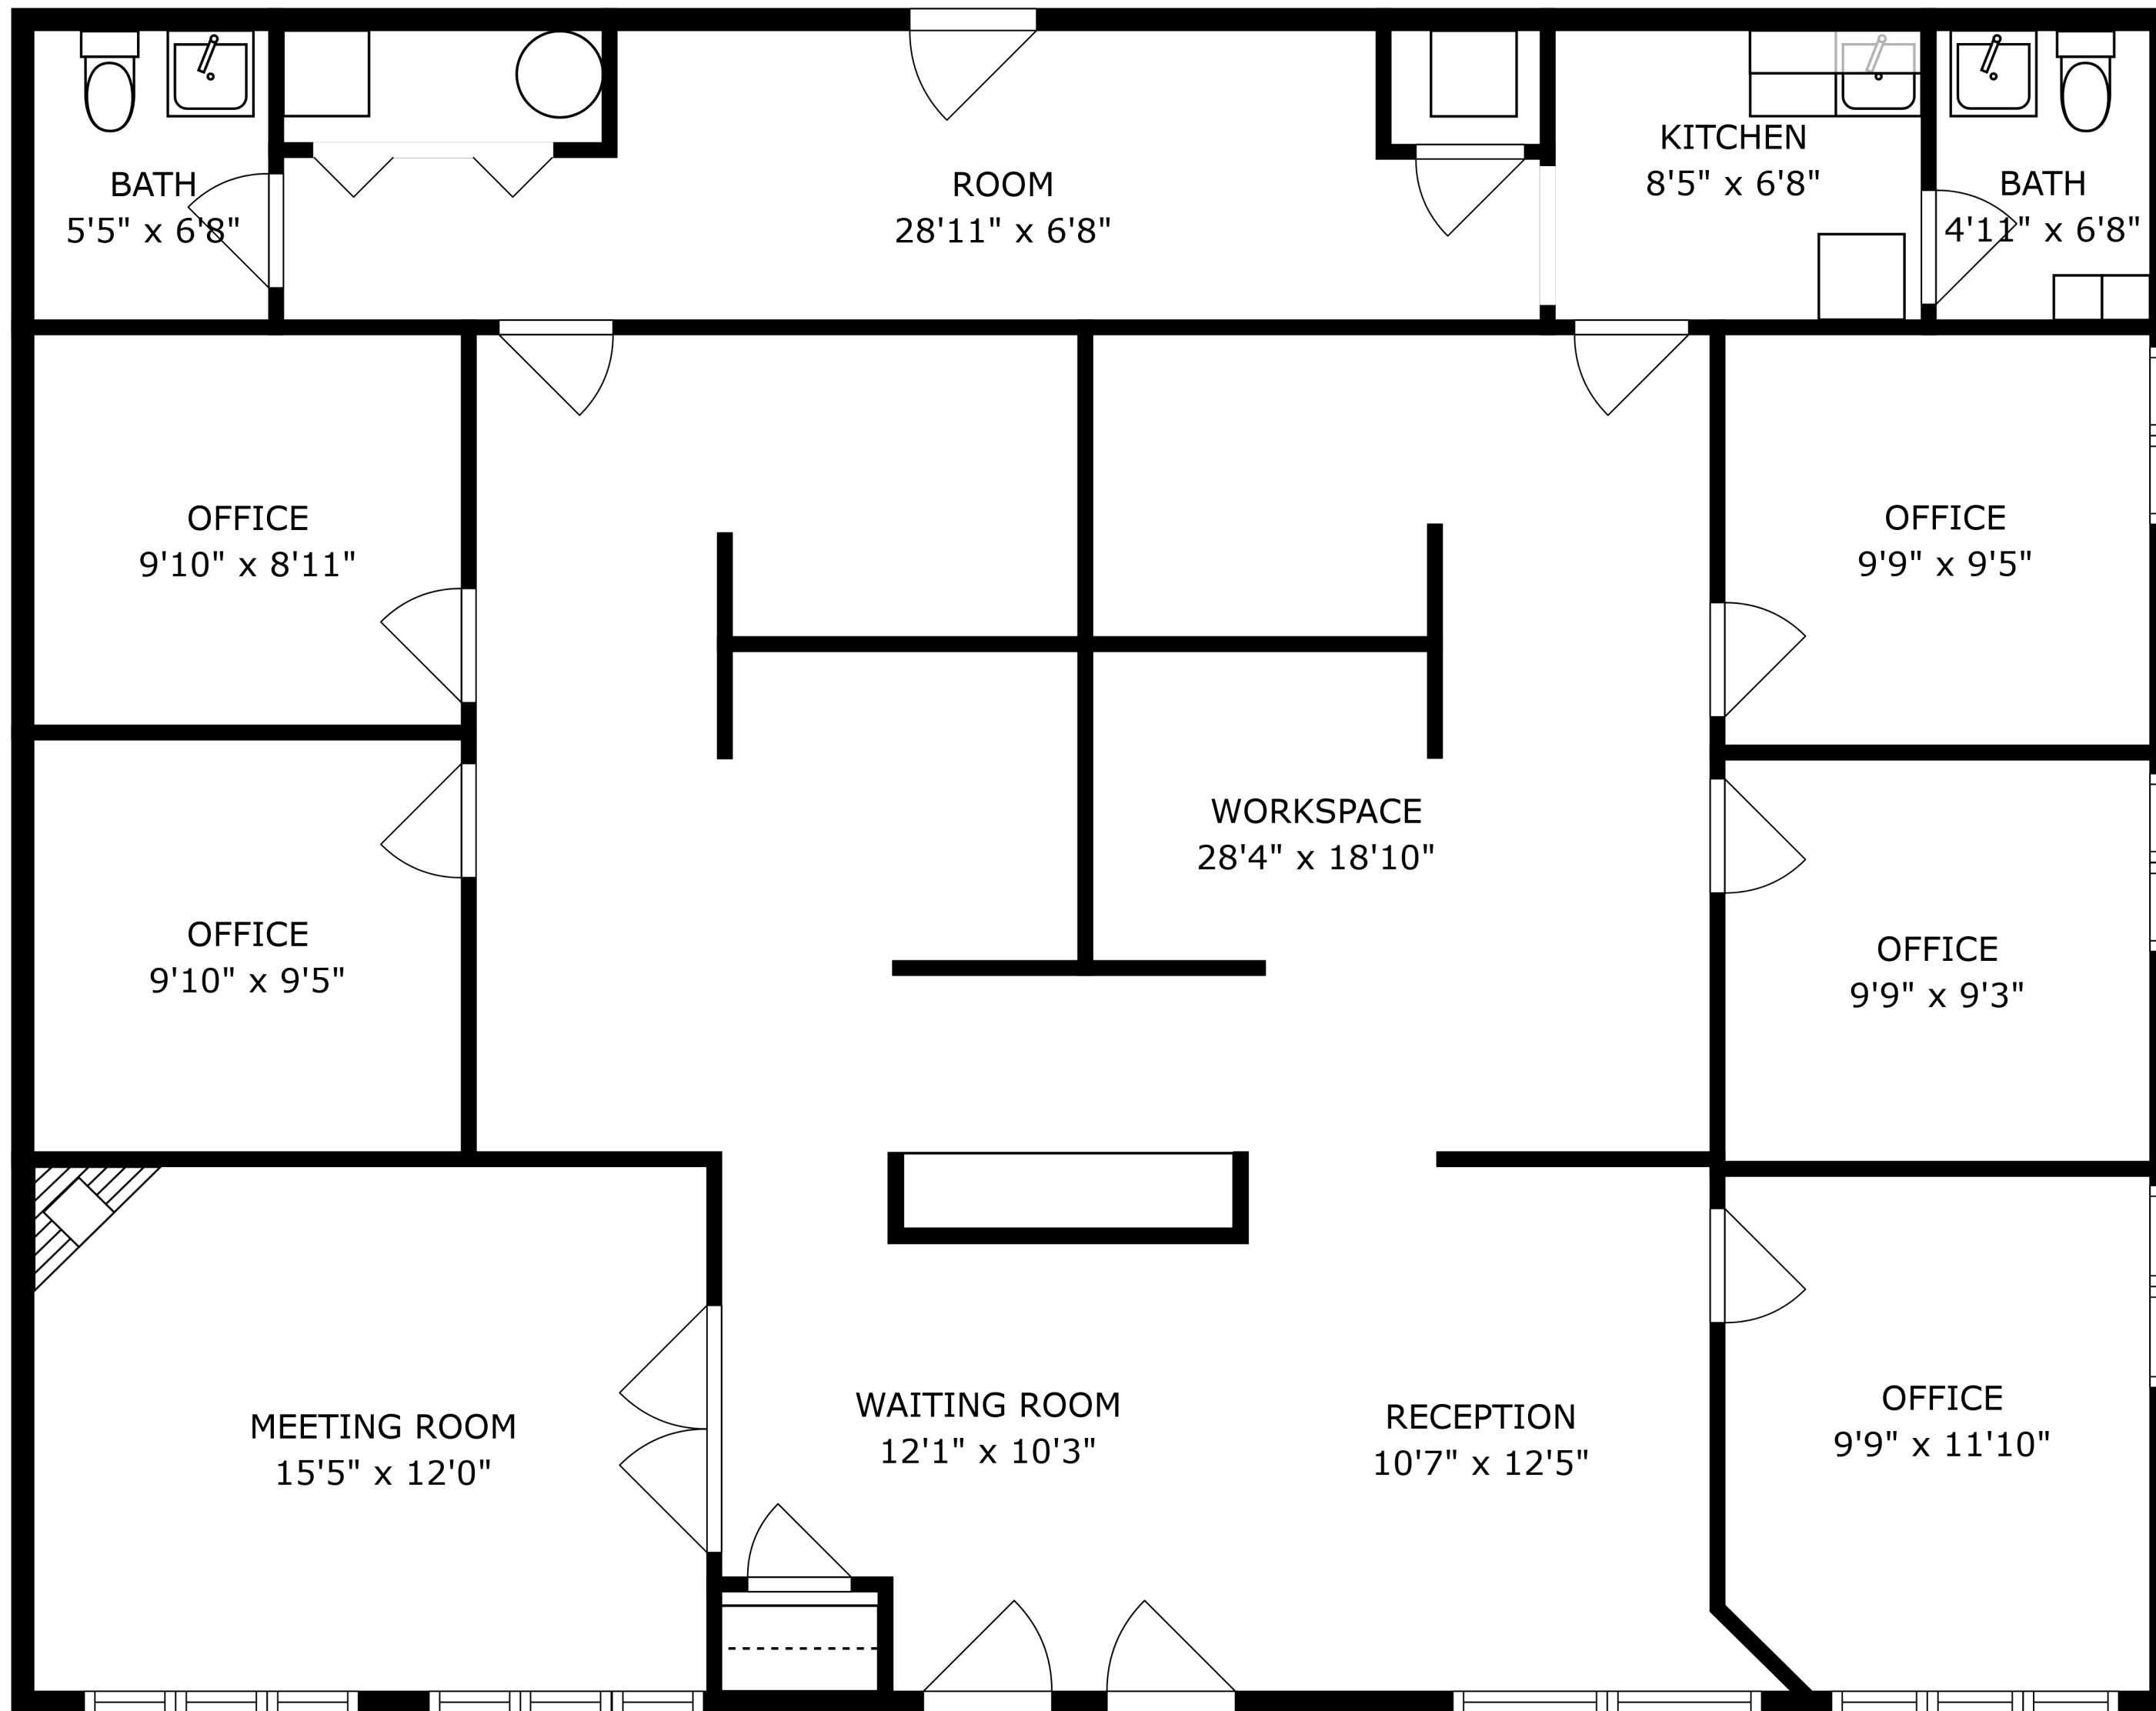 KITCHEN
8'5" x 6'8"
BATH
5'5" x 6'8"
ROOM
28'11" x 6'8"
BATH
4'11" x 6'8"
OFFICE
9'10" x 8'11"
OFFICE
9'9" x 9'5"
WORKSPACE
28'4" x 18'10"
OFFICE
9'10" x 9'5"
OFFICE
9'9" x 9'3"
MEETING ROOM
15'5" x 12'0"
WAITING ROOM
12'1" x 10'3"
RECEPTION
10'7" x 12'5"
OFFICE
9'9" x 11'10"